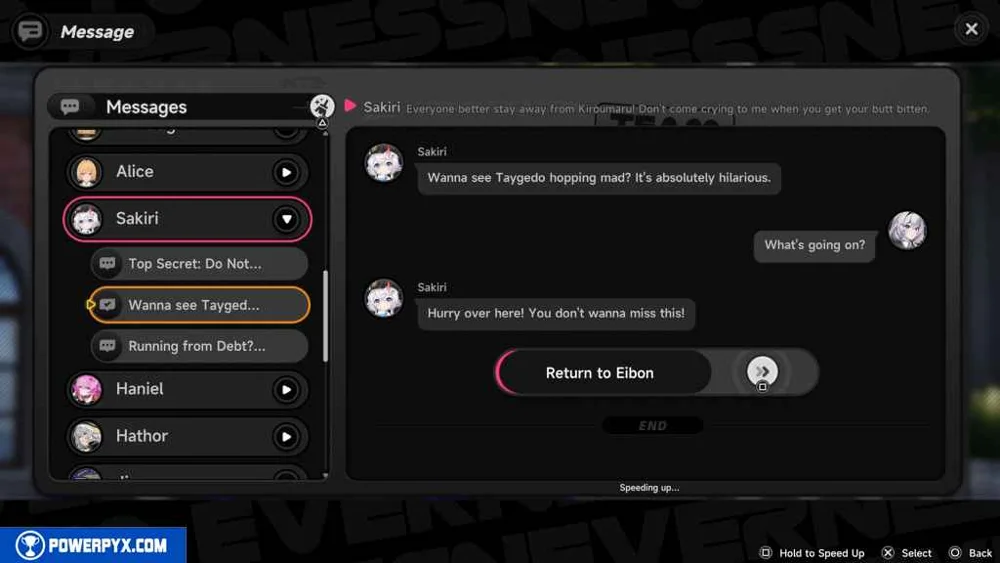 Message
Messages
Sakiri Everyone better stay away from Kiroumaru! Don't come crying to me when you get your butt bitten.
Alice
Sakiri
Top Secret: Do Not...
Wanna see Tayged...
Running from Debt?...
Haniel
Hathor
Sakiri
Wanna see Taygedo hopping mad? It's absolutely hilarious.
What's going on?
Sakiri
Hurry over here! You don't wanna miss this!
Return to Eibon
END
Speeding up...
POWERPYX.COM
Hold to Speed Up
Select
Back